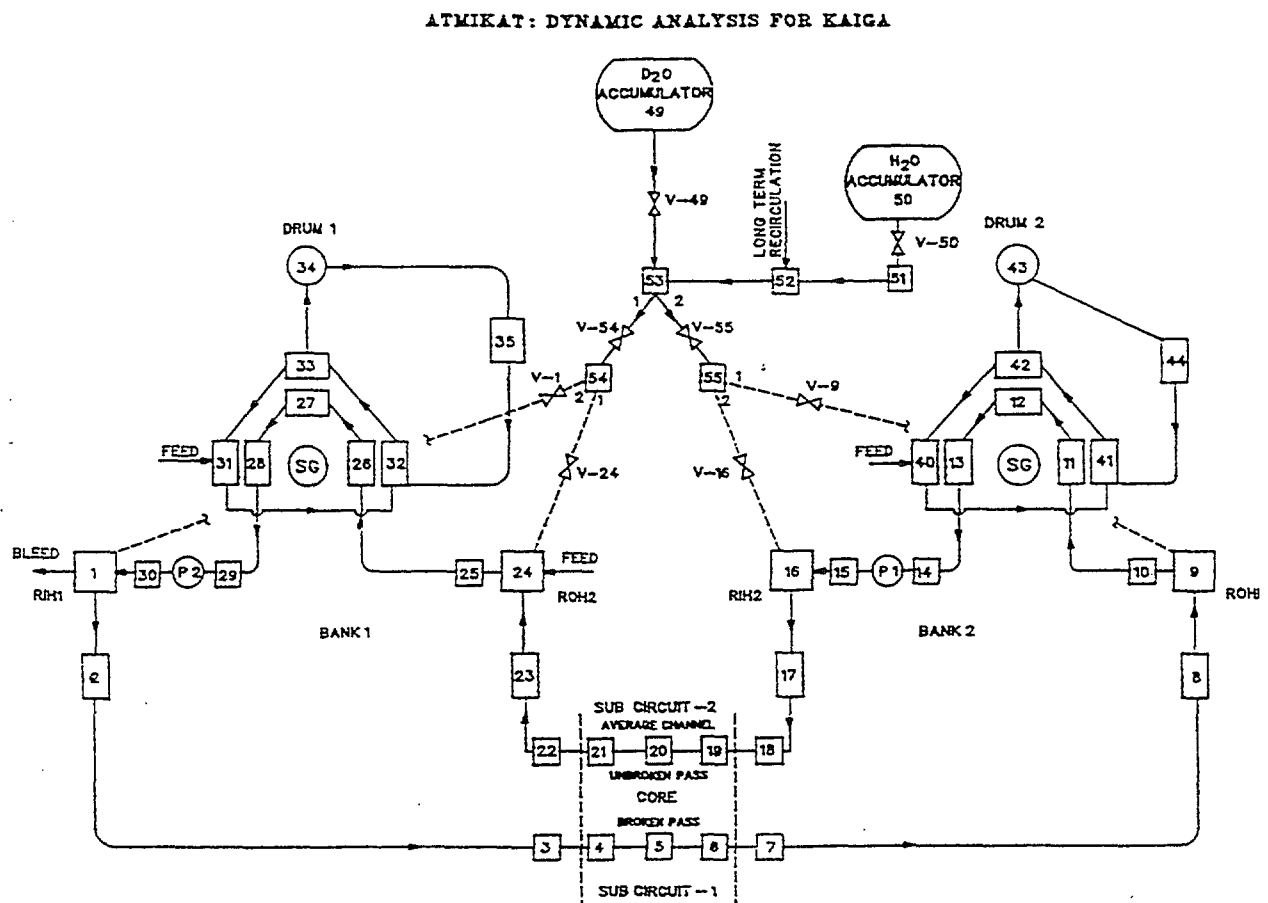 ATMIKAT: DYNAMIC ANALYSIS FOR KAIGA
D2O
ACCUMULATOR
49
H2O
ACCUMULATOR
50
V-49
LONG TERM
RECIRCULATION
V-50
DRUM 1
DRUM 2
34
43
53
52
51
1 2
V-54
V-55
35
44
33
42
V-1
54
55
1
V-9
2 1
2
27
12
FEED
31
28
SG
26
32
V-24
V-16
FEED
40
13
SG
11
41
BLEED
1
30
P2
29
25
24
FEED
16
15
P1
14
10
9
RIH1
ROH2
RIH2
ROHI
BANK 1
BANK 2
2
23
17
8
SUB CIRCUIT-2
AVERAGE CHANNEL
22
21
20
19
18
UNBROKEN PASS
CORE
BROKEN PASS
3
4
5
6
7
SUB CIRCUIT-1